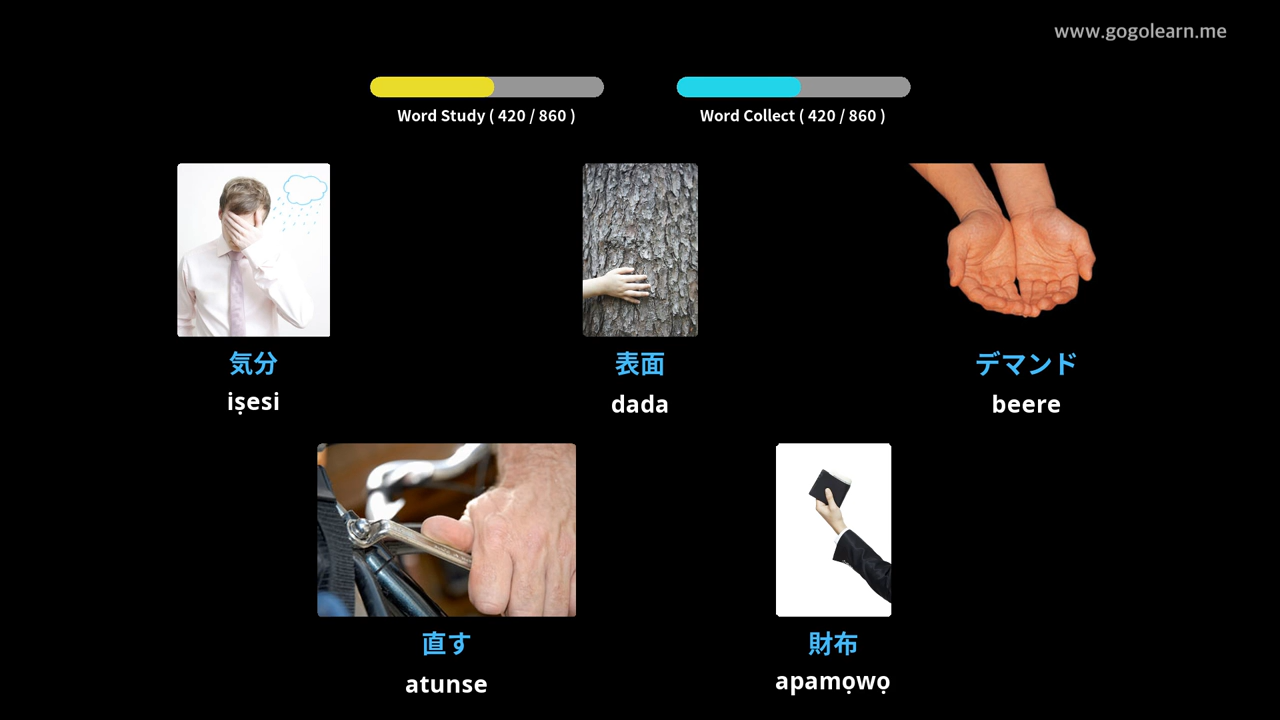 www.gogolearn.me
Word Study ( 420 / 860 )
Word Collect ( 420 / 860 )
気分
iṣesi
表面
dada
デマンド
beere
直す
atunse
財布
apamọwọ